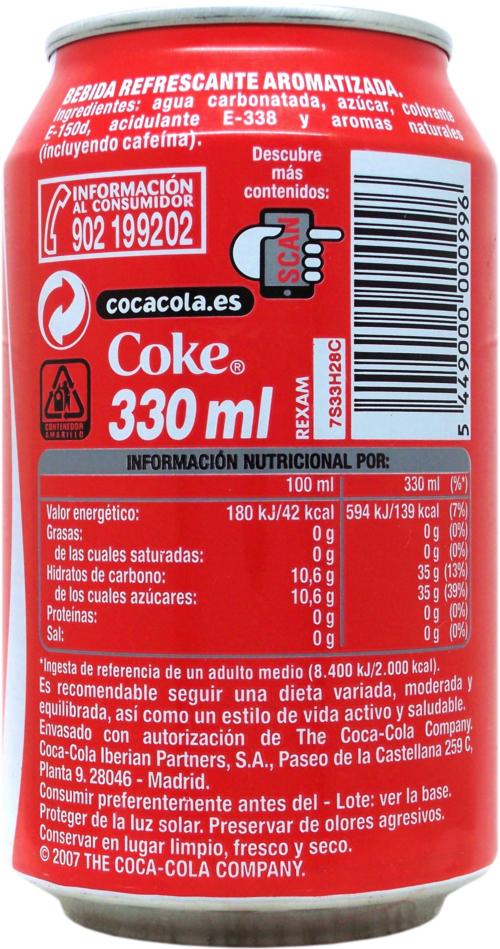 BEBIDA REFRESCANTE AROMATIZADA.
Ingredientes: agua carbonatada, azúcar, colorante
E-150d, acidulante E-338 y aromas naturales
(incluyendo cafeína).
Descubre
más
contenidos:
SCAN
INFORMACIÓN
AL CONSUMIDOR
902 199202
cocacola.es
Coke®
330 ml
CONTENEDOR
AMARILLO
REXAM
7S33H28C
5 449000 000996
INFORMACIÓN NUTRICIONAL POR:
100 ml 330 ml (%*)
Valor energético: 180 kJ/42 kcal 594 kJ/139 kcal (7%)
Grasas: 0 g 0 g (0%)
de las cuales saturadas: 0 g 0 g (0%)
Hidratos de carbono: 10,6 g 35 g (13%)
de los cuales azúcares: 10,6 g 35 g (39%)
Proteínas: 0 g 0 g (0%)
Sal: 0 g 0 g (0%)
*Ingesta de referencia de un adulto medio (8.400 kJ/2.000 kcal).
Es recomendable seguir una dieta variada, moderada y
equilibrada, así como un estilo de vida activo y saludable.
Envasado con autorización de The Coca-Cola Company.
Coca-Cola Iberian Partners, S.A., Paseo de la Castellana 259 C,
Planta 9. 28046 - Madrid.
Consumir preferentemente antes del - Lote: ver la base.
Proteger de la luz solar. Preservar de olores agresivos.
Conservar en lugar limpio, fresco y seco.
© 2007 THE COCA-COLA COMPANY.